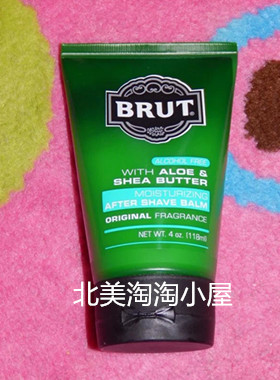 BRUT
ALCOHOL FREE
WITH ALOE &
SHEA BUTTER
MOISTURIZING
AFTER SHAVE BALM
ORIGINAL FRAGRANCE
NET WT. 4 oz. (118ml)
北美淘淘小屋